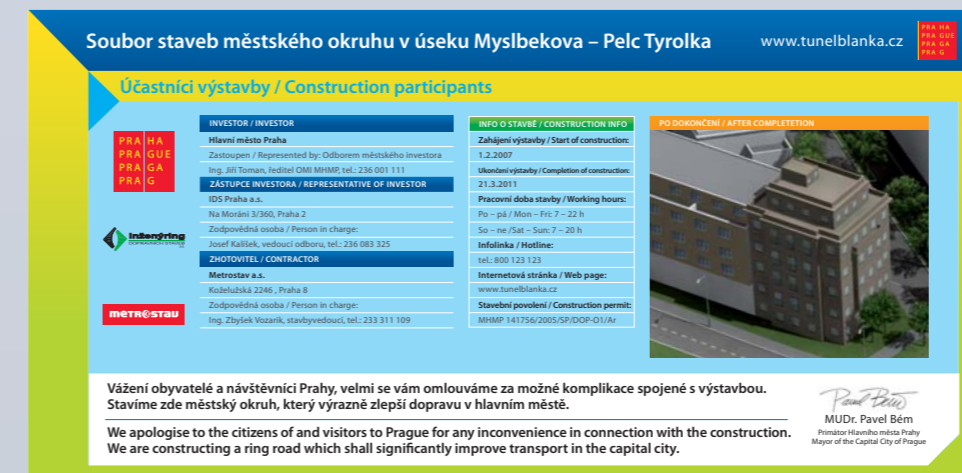 Soubor staveb městského okruhu v úseku Myslbekova – Pelc Tyrolka
www.tunelblanka.cz
PRA HA
PRA GUE
PRA GA
PRA G
Účastníci výstavby / Construction participants
PRA HA
PRA GUE
PRA GA
PRA G
INVESTOR / INVESTOR
Hlavní město Praha
Zastoupen / Represented by: Odborem městského investora
Ing. Jiří Toman, ředitel OMI MHMP, tel.: 236 001 111
ZÁSTUPCE INVESTORA / REPRESENTATIVE OF INVESTOR
IDS Praha a.s.
Na Moráni 3/360, Praha 2
Zodpovědná osoba / Person in charge:
Josef Kališek, vedoucí odboru, tel.: 236 083 325
Inženýring
DOPRAVNÍCH STAVEB
ZHOTOVITEL / CONTRACTOR
Metrostav a.s.
Koželužská 2246 , Praha 8
Zodpovědná osoba / Person in charge:
Ing. Zbyšek Vozarik, stavbyvedoucí, tel.: 233 311 109
METROSTAV
INFO O STAVBĚ / CONSTRUCTION INFO
Zahájení výstavby / Start of construction:
1.2.2007
Ukončení výstavby / Completion of construction:
21.3.2011
Pracovní doba stavby / Working hours:
Po – pá / Mon – Fri: 7 – 22 h
So – ne /Sat – Sun: 7 – 20 h
Infolinka / Hotline:
tel.: 800 123 123
Internetová stránka / Web page:
www.tunelblanka.cz
Stavební povolení / Construction permit:
MHMP 141756/2005/SP/DOP-O1/Ar
PO DOKONČENÍ / AFTER COMPLETETION
Vážení obyvatelé a návštěvníci Prahy, velmi se vám omlouváme za možné komplikace spojené s výstavbou.
Stavíme zde městský okruh, který výrazně zlepší dopravu v hlavním městě.
We apologise to the citizens of and visitors to Prague for any inconvenience in connection with the construction.
We are constructing a ring road which shall significantly improve transport in the capital city.
Pavel Bém
MUDr. Pavel Bém
Primátor Hlavního města Prahy
Mayor of the Capital City of Prague